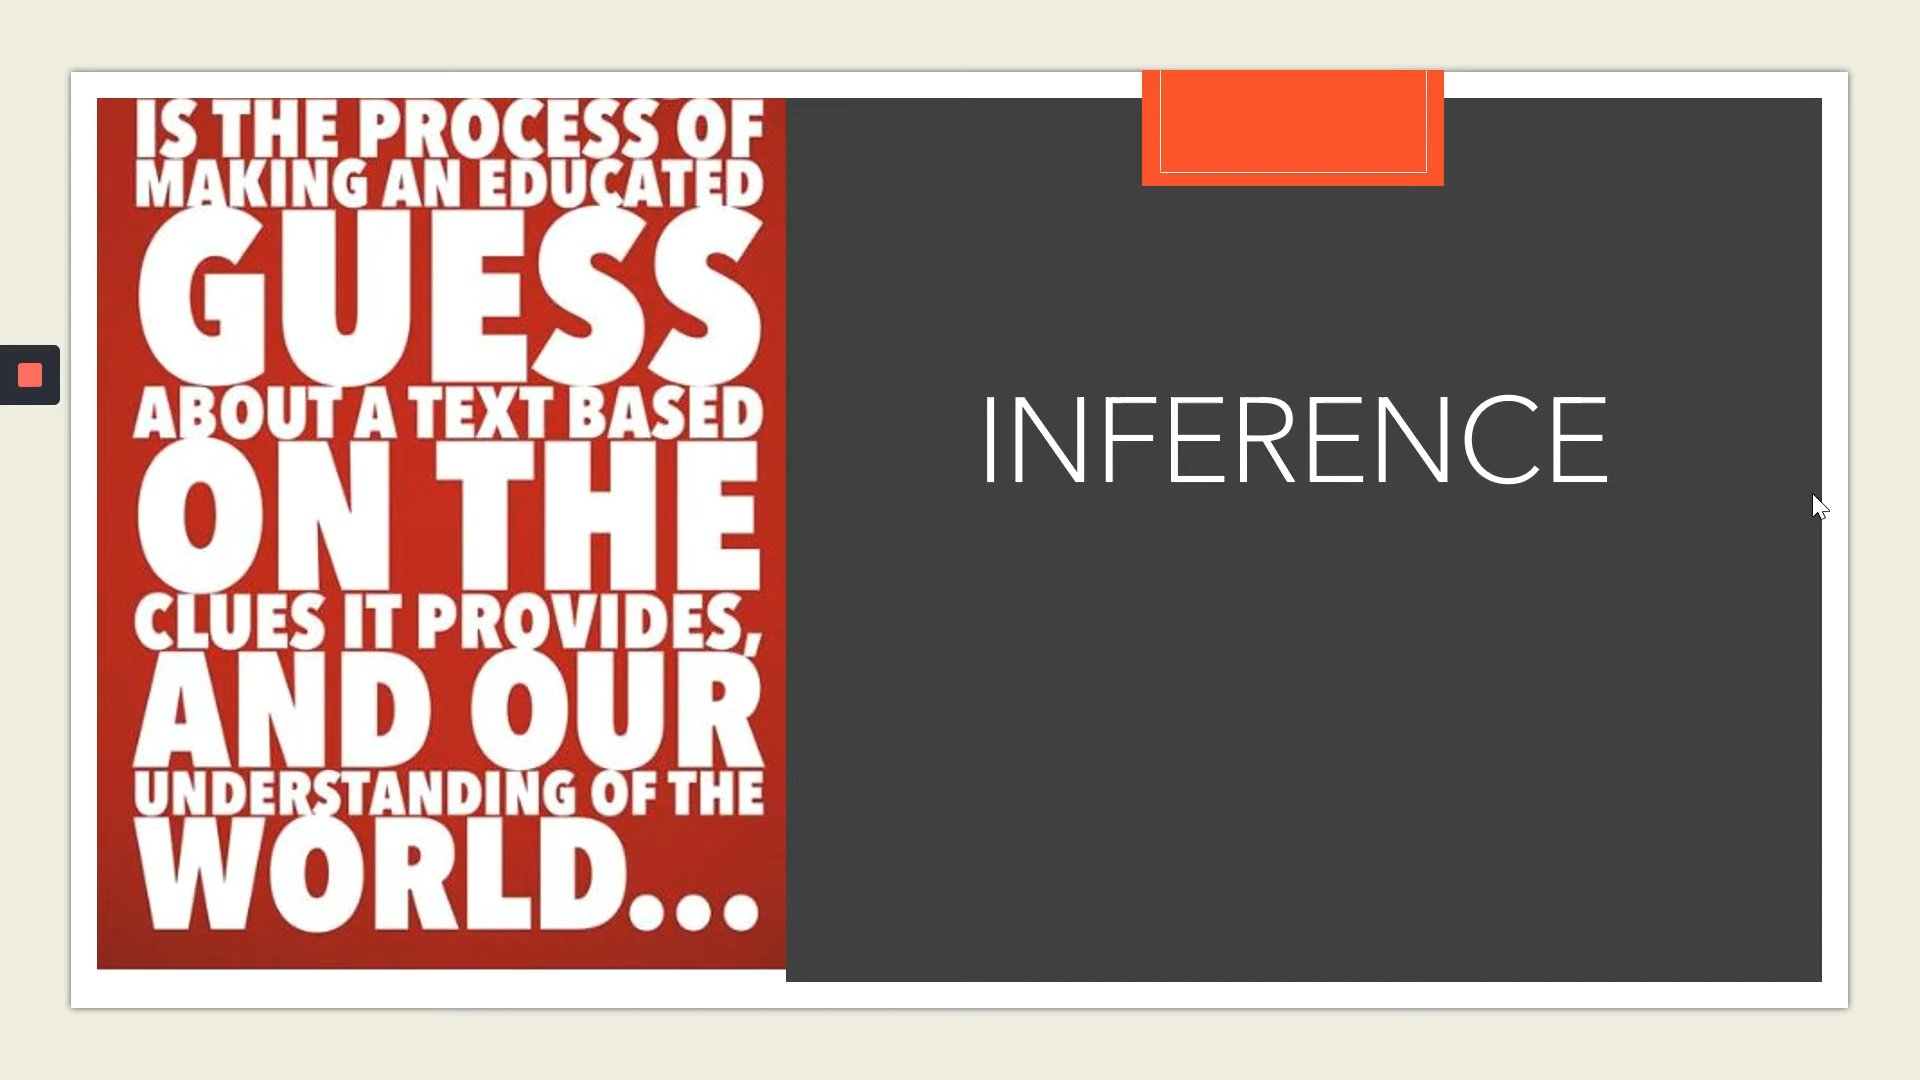 IS THE PROCESS OF
MAKING AN EDUCATED
GUESS
ABOUT A TEXT BASED
ON THE
CLUES IT PROVIDES,
AND OUR
UNDERSTANDING OF THE
WORLD...
INFERENCE